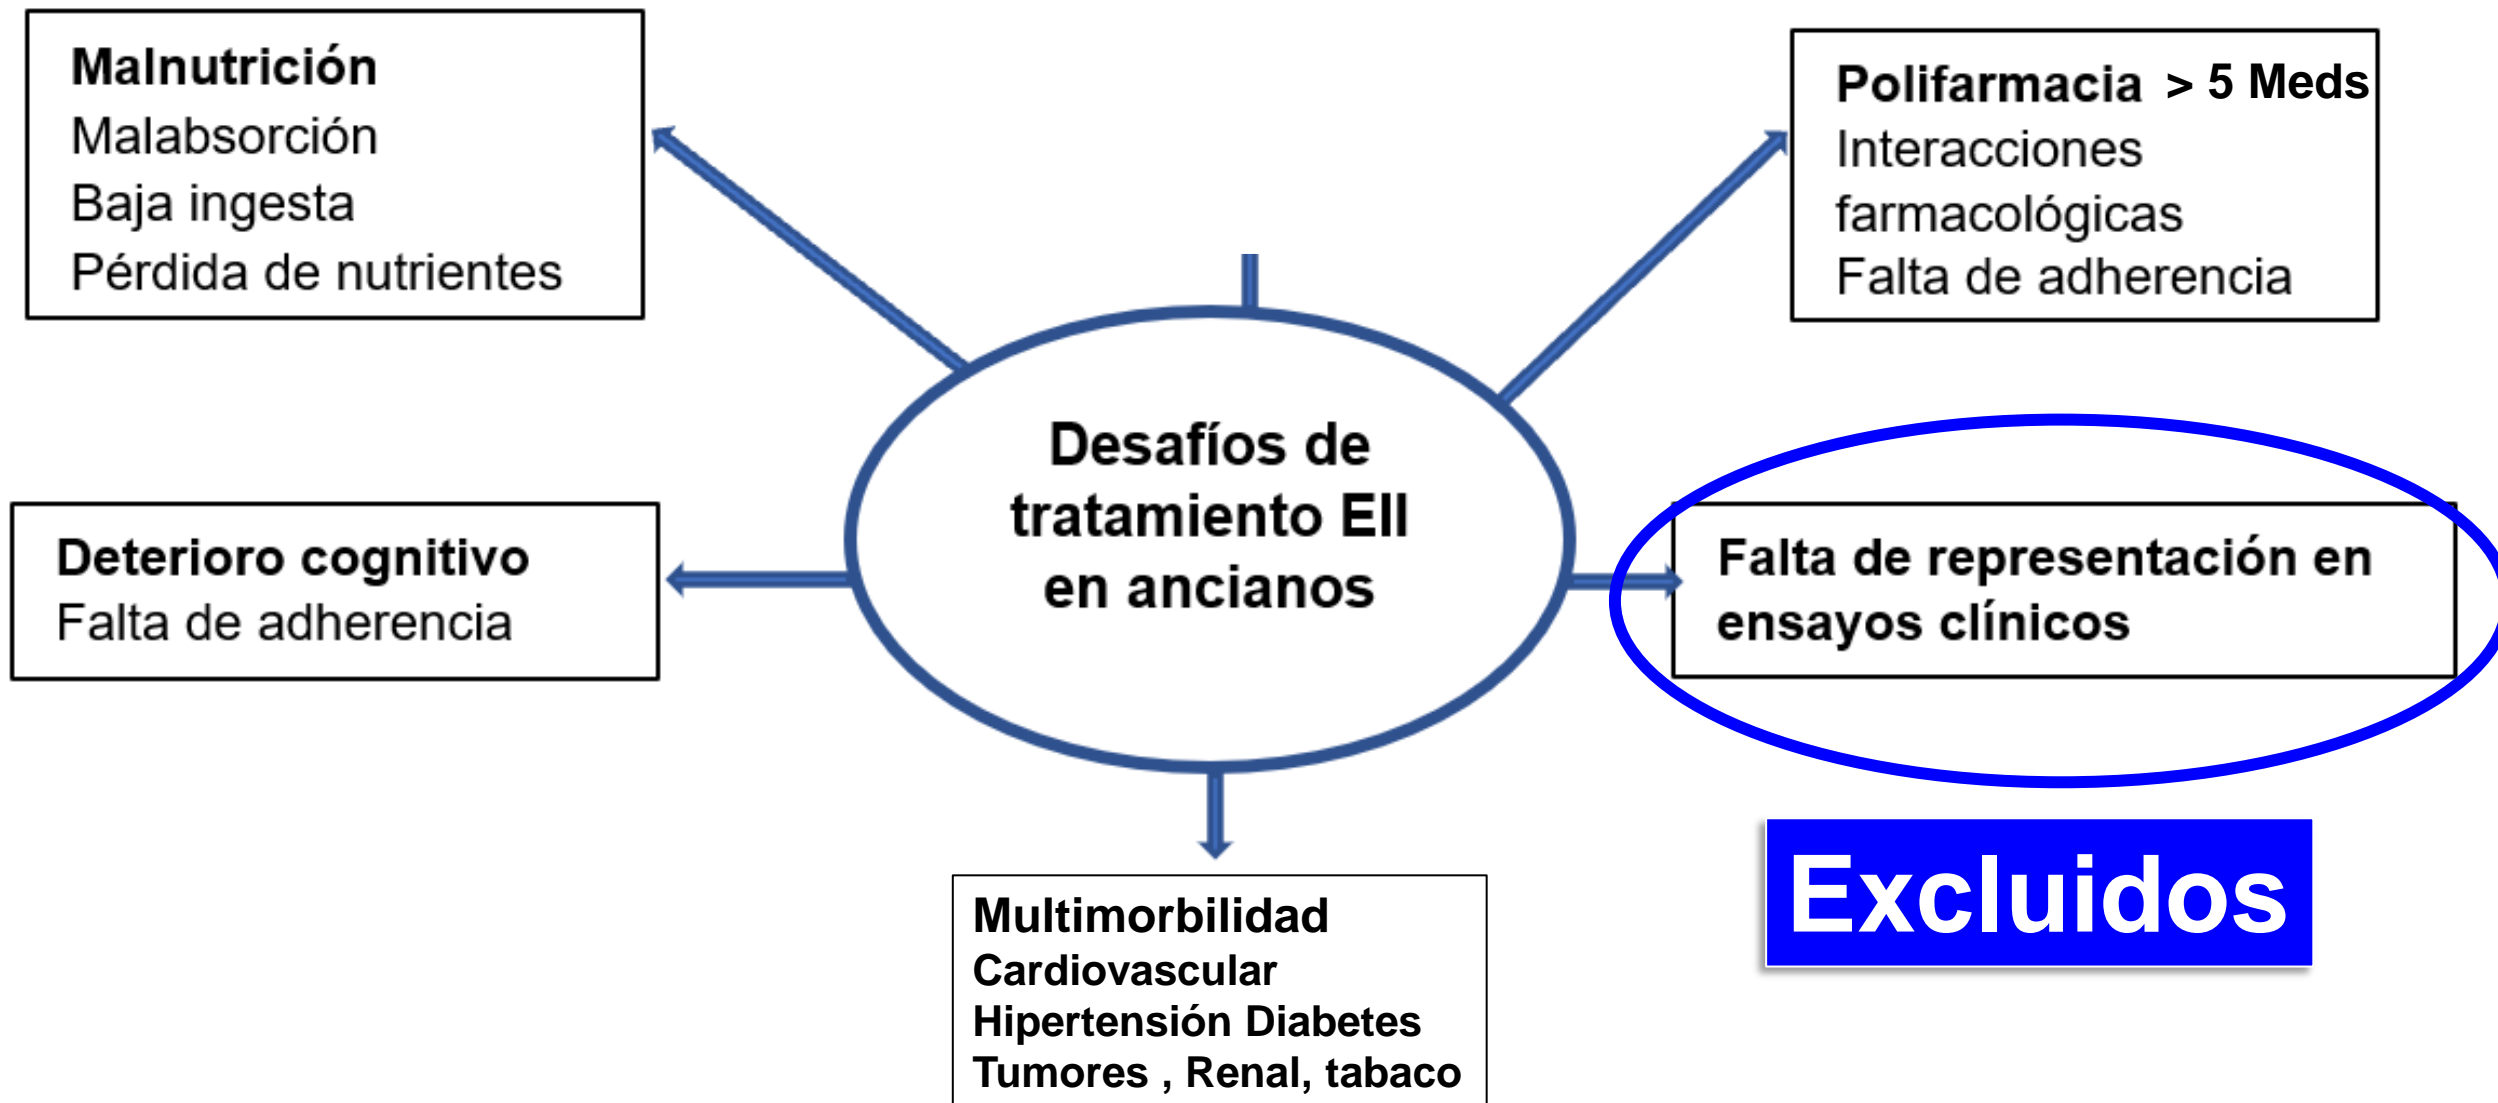 Malnutrición
Malabsorción
Baja ingesta
Pérdida de nutrientes
Polifarmacia > 5 Meds
Interacciones
farmacológicas
Falta de adherencia
Desafíos de
tratamiento EII
en ancianos
Deterioro cognitivo
Falta de adherencia
Falta de representación en
ensayos clínicos
Excluidos
Multimorbilidad
Cardiovascular
Hipertensión Diabetes
Tumores , Renal, tabaco